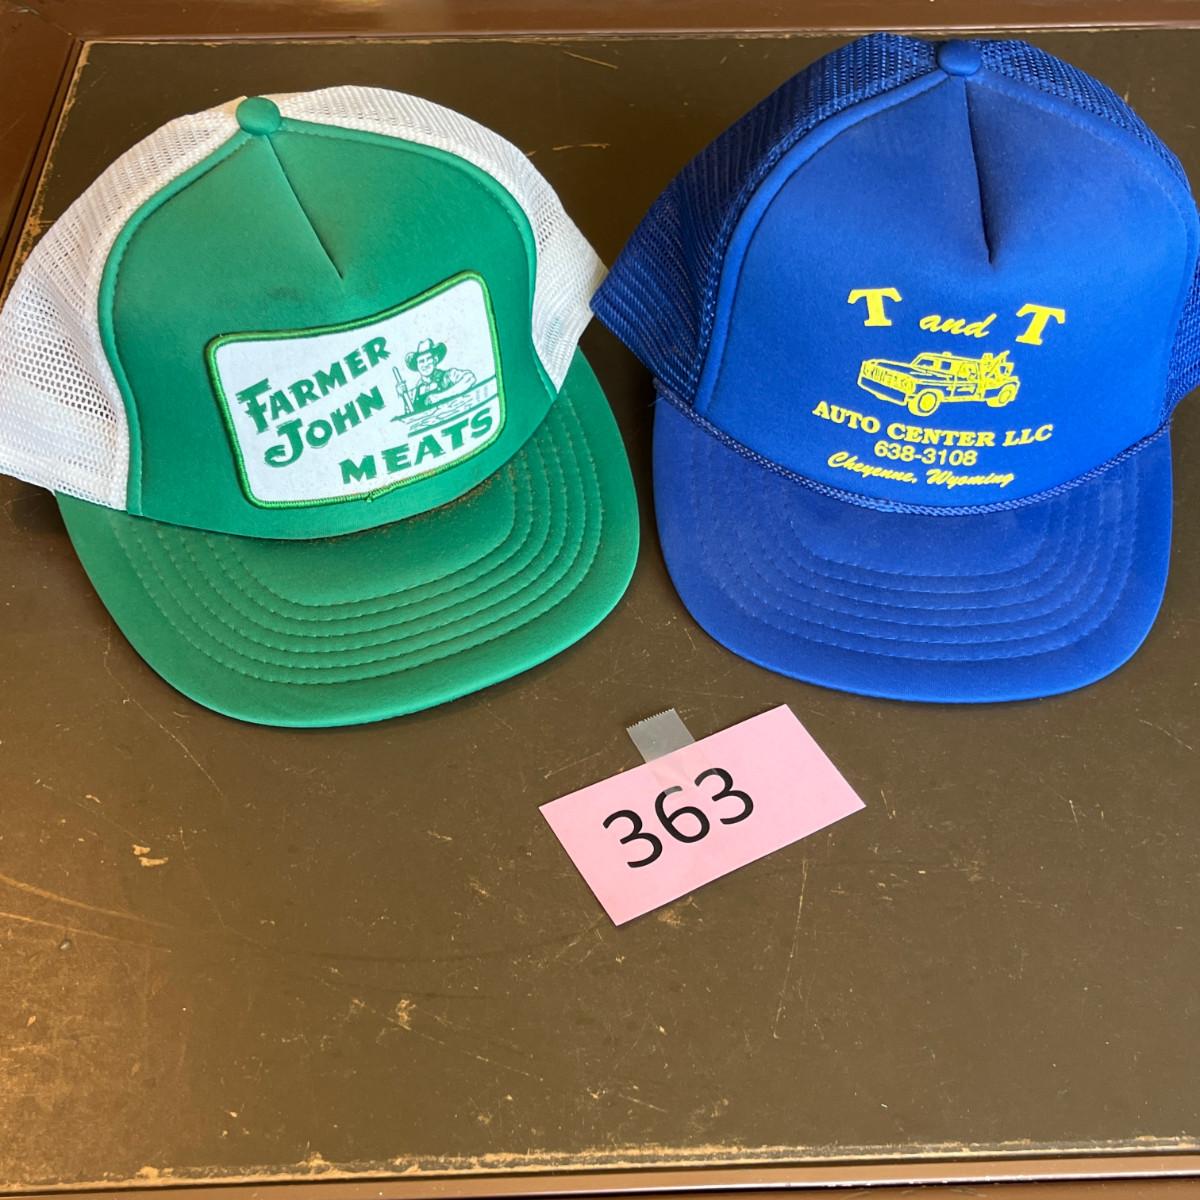 FARMER
JOHN
MEATS
T and T
AUTO CENTER LLC
638-3108
Cheyenne, Wyoming
363